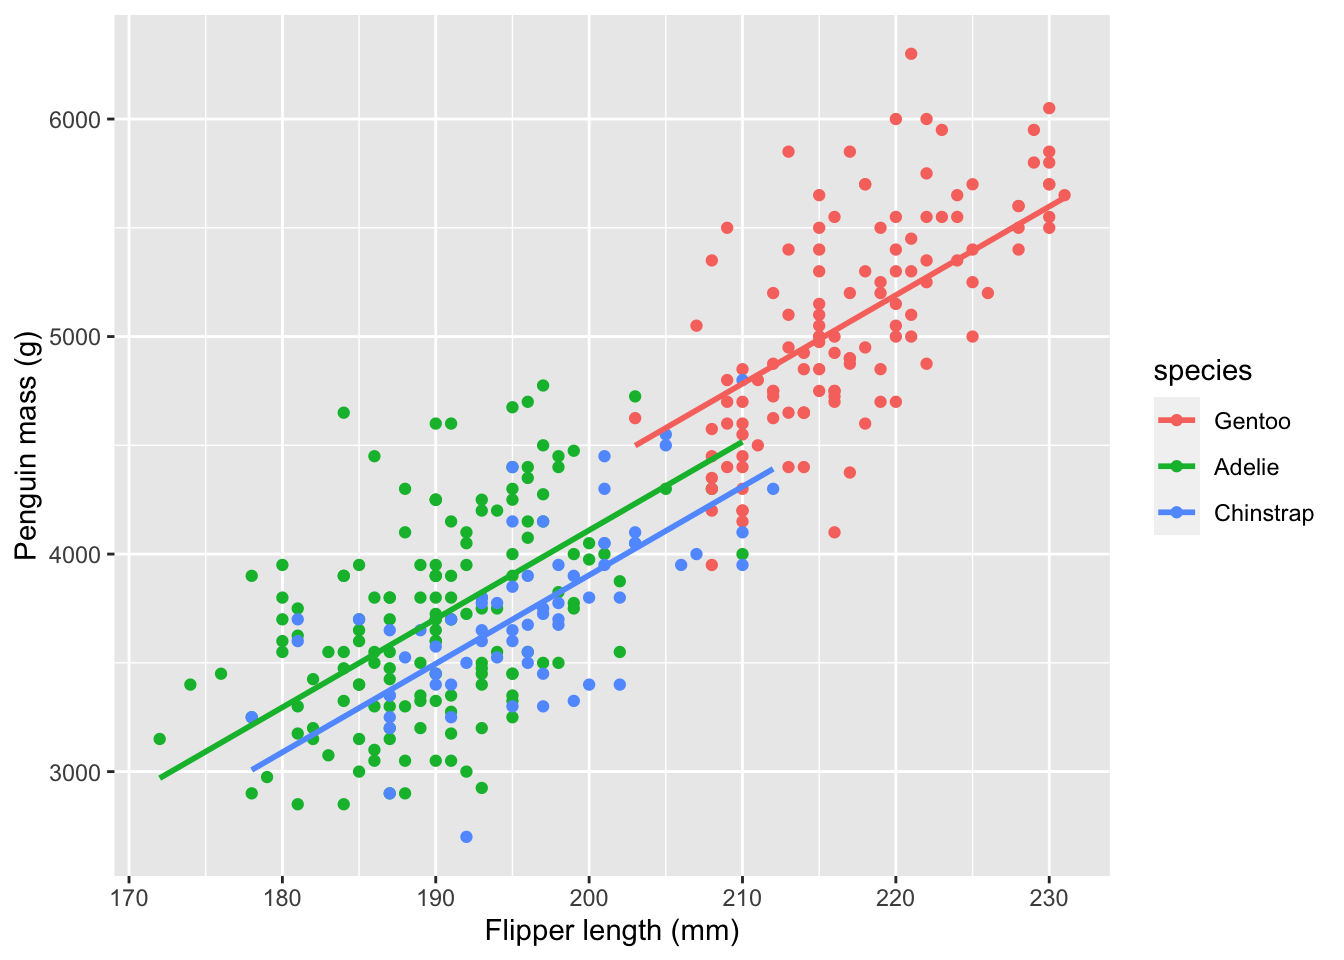 6000
5000
4000
3000
Penguin mass (g)
170 180 190 200 210 220 230
Flipper length (mm)
species
Gentoo
Adelie
Chinstrap